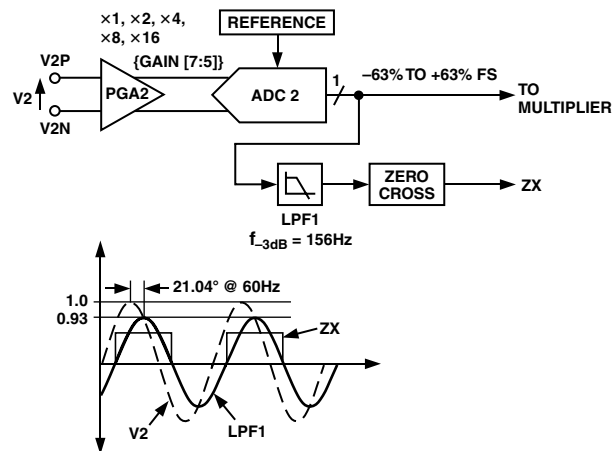 ×1, ×2, ×4,
×8, ×16
REFERENCE
V2P
{GAIN [7:5]}
1
–63% TO +63% FS
V2
PGA2
ADC 2
TO
MULTIPLIER
V2N
ZERO
CROSS
ZX
LPF1
f–3dB = 156Hz
21.04° @ 60Hz
1.0
0.93
ZX
V2
LPF1